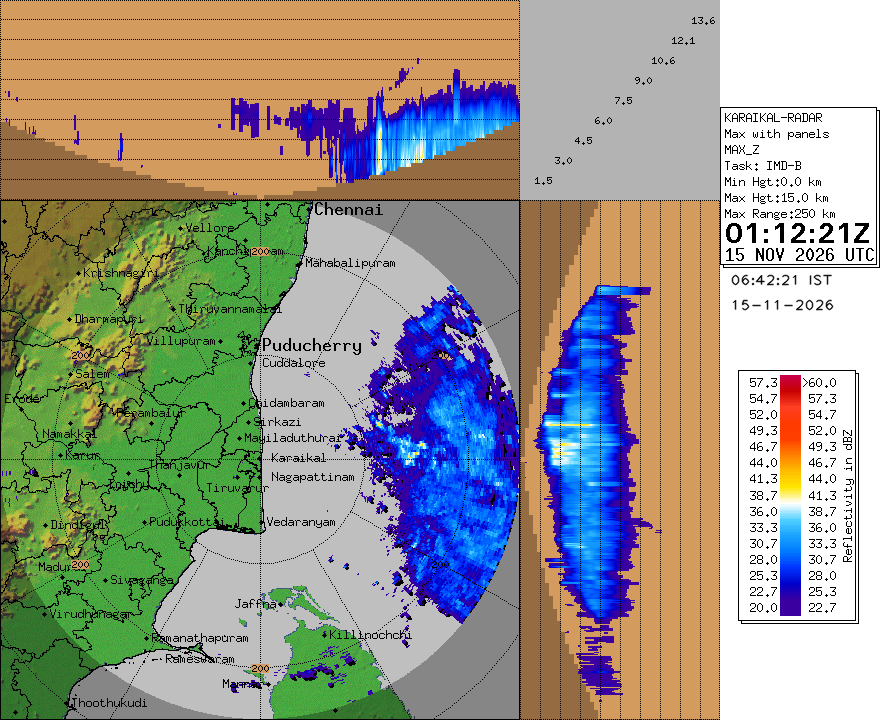 13.6
12.1
10.6
9.0
7.5
6.0
4.5
3.0
1.5
KARAIKAL-RADAR
Max with panels
MAX_Z
Task: IMD-B
Min Hgt:0.0 km
Max Hgt:15.0 km
Max Range:250 km
01:12:21Z
15 NOV 2026 UTC
06:42:21 IST
15-11-2026
57.3 >60.0
54.7 57.3
52.0 54.7
49.3 52.0
46.7 49.3
44.0 46.7
41.3 44.0
38.7 41.3
36.0 38.7
33.3 36.0
30.7 33.3
28.0 30.7
25.3 28.0
22.7 25.3
20.0 22.7
Reflectivity in dBZ
Chennai
Vellore
200
Mahabalipuram
Krishnagiri
Thiruvannamalai
Dharmapuri
Villupuram
Puducherry
200
Cuddalore
Salem
Erode
Chidambaram
Perambalur
Sirkazi
Namakkal
Mayiladuthurai
Karur
Karaikal
Thanjavur
Nagapattinam
Tiruvarur
Dindigul
Pudukkottai
Vedaranyam
200
Sivaganga
Jaffna
Virudhunagar
Ramanathapuram
Killinochchi
Rameswaram
200
Mannar
Thoothukudi